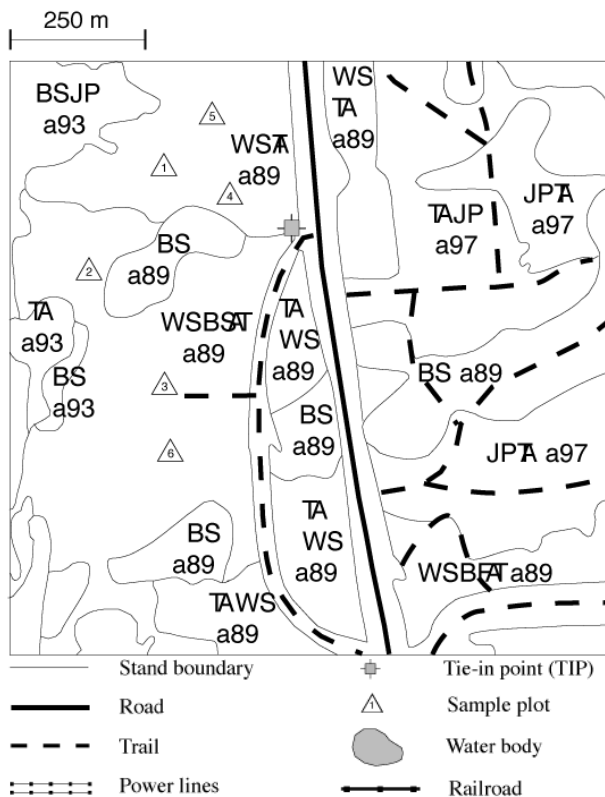 250 m
BSJP
a93
5
1
WSTA
a89
4
WS
TA
a89
JPTA
a97
TAJP
a97
BS
a89
2
TA
a93
WSBSAT
a89
TA
WS
a89
BS
a93
3
BS a89
BS
a89
6
JPTA a97
TA
WS
a89
BS
a89
WSBFAT a89
TAWS
a89
Stand boundary
Tie-in point (TIP)
Road
1
Sample plot
Trail
Water body
Power lines
Railroad